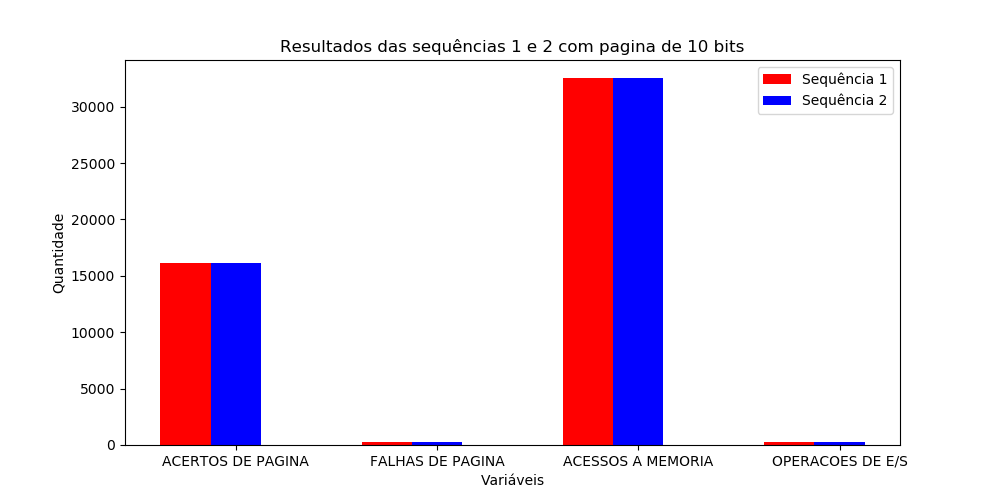 Resultados das sequências 1 e 2 com pagina de 10 bits
Sequência 1
Sequência 2
30000
25000
20000
15000
10000
5000
0
Quantidade
ACERTOS DE PAGINA
FALHAS DE PAGINA
ACESSOS A MEMORIA
OPERACOES DE E/S
Variáveis